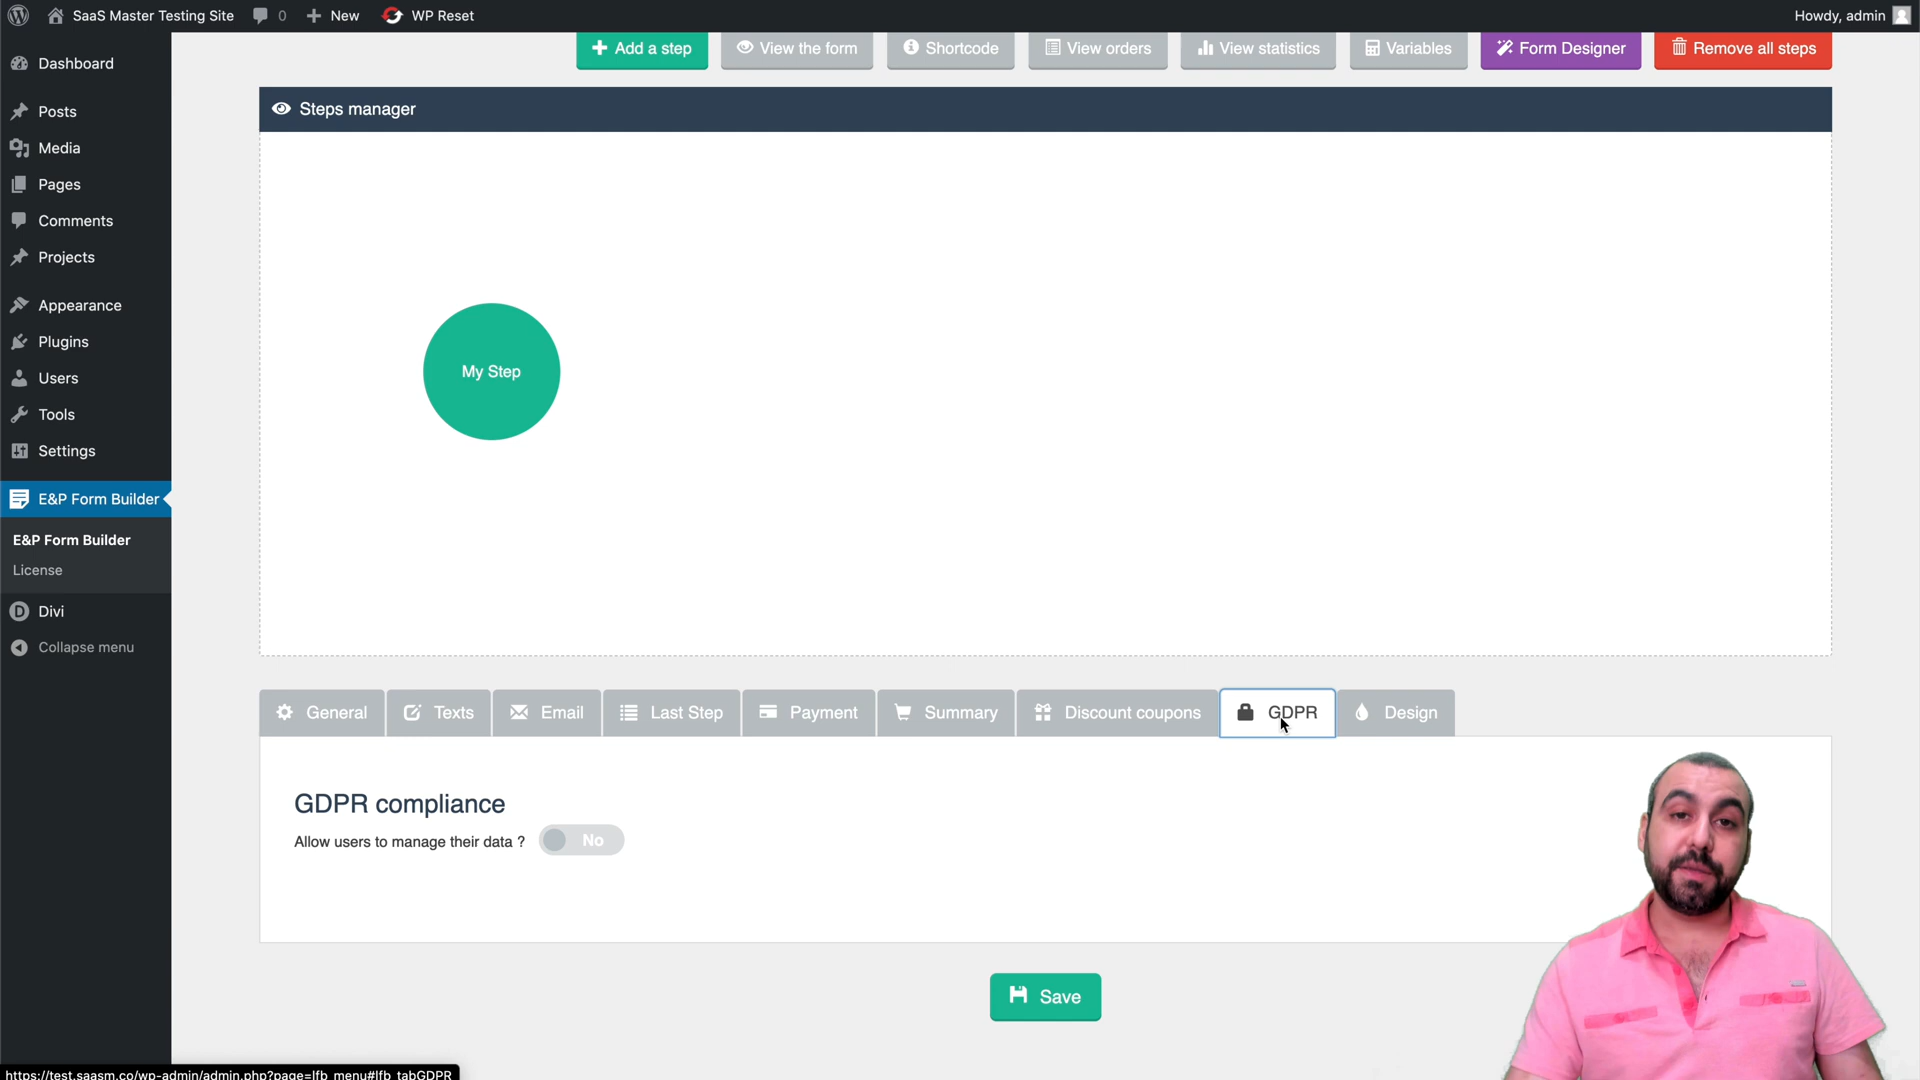 SaaS Master Testing Site 0 New WP Reset Howdy, admin
Dashboard
Posts
Media
Pages
Comments
Projects
Appearance
Plugins
Users
Tools
Settings
E&P Form Builder
E&P Form Builder
License
Divi
Collapse menu
Add a step View the form Shortcode View orders View statistics Variables Form Designer Remove all steps
Steps manager
My Step
General Texts Email Last Step Payment Summary Discount coupons GDPR Design
GDPR compliance
Allow users to manage their data ? No
Save
https://test.saasm.co/wp-admin/admin.php?page=lfb_menu#lfb_tabGDPR